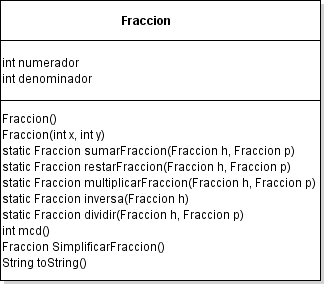 Fraccion
int numerador
int denominador
Fraccion()
Fraccion(int x, int y)
static Fraccion sumarFraccion(Fraccion h, Fraccion p)
static Fraccion restarFraccion(Fraccion h, Fraccion p)
static Fraccion multiplicarFraccion(Fraccion h, Fraccion p)
static Fraccion inversa(Fraccion h)
static Fraccion dividir(Fraccion h, Fraccion p)
int mcd()
Fraccion SimplificarFraccion()
String toString()